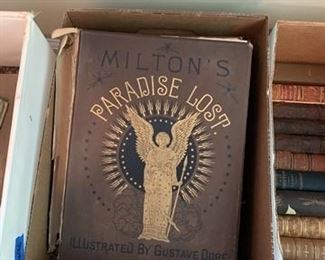 MILTON'S
PARADISE LOST
ILLUSTRATED BY GUSTAVE DORÉ